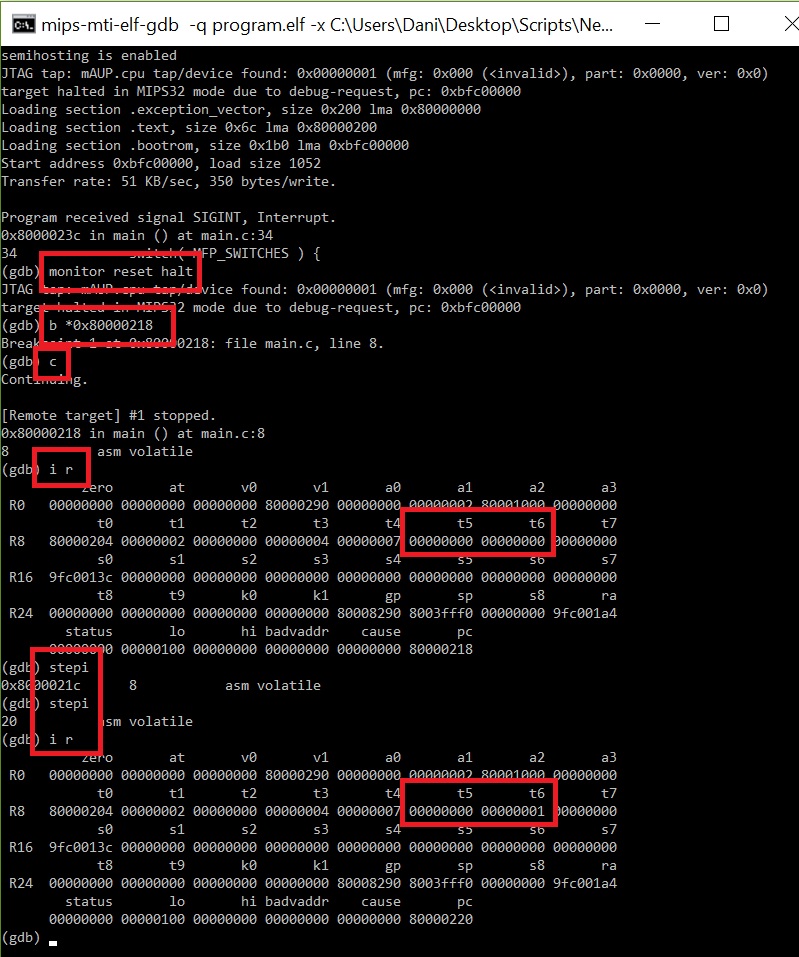 mips-mti-elf-gdb -q program.elf -x C:\Users\Dani\Desktop\Scripts\Ne...
semihosting is enabled
JTAG tap: mAUP.cpu tap/device found: 0x00000001 (mfg: 0x000 (<invalid>), part: 0x0000, ver: 0x0)
target halted in MIPS32 mode due to debug-request, pc: 0xbfc00000
Loading section .exception_vector, size 0x200 lma 0x80000000
Loading section .text, size 0x6c lma 0x80000200
Loading section .bootrom, size 0x1b0 lma 0xbfc00000
Start address 0xbfc00000, load size 1052
Transfer rate: 51 KB/sec, 350 bytes/write.
Program received signal SIGINT, Interrupt.
0x8000023c in main () at main.c:34
34 switch( MFP_SWITCHES ) {
(gdb) monitor reset halt
JTAG tap: mAUP.cpu tap/device found: 0x00000001 (mfg: 0x000 (<invalid>), part: 0x0000, ver: 0x0)
target halted in MIPS32 mode due to debug-request, pc: 0xbfc00000
(gdb) b *0x80000218
Breakpoint 1 at 0x80000218: file main.c, line 8.
(gdb) c
Continuing.
[Remote target] #1 stopped.
0x80000218 in main () at main.c:8
8 asm volatile
(gdb) i r
zero at v0 v1 a0 a1 a2 a3
R0 00000000 00000000 00000000 80000290 00000000 00000002 80001000 00000000
t0 t1 t2 t3 t4 t5 t6 t7
R8 80000204 00000002 00000000 00000004 00000007 00000000 00000000 00000000
s0 s1 s2 s3 s4 s5 s6 s7
R16 9fc0013c 00000000 00000000 00000000 00000000 00000000 00000000 00000000
t8 t9 k0 k1 gp sp s8 ra
R24 00000000 00000000 00000000 00000000 80008290 8003fff0 00000000 9fc001a4
status lo hi badvaddr cause pc
00000000 00000100 00000000 00000000 00000000 80000218
(gdb) stepi
0x8000021c 8 asm volatile
(gdb) stepi
20 asm volatile
(gdb) i r
zero at v0 v1 a0 a1 a2 a3
R0 00000000 00000000 00000000 80000290 00000000 00000002 80001000 00000000
t0 t1 t2 t3 t4 t5 t6 t7
R8 80000204 00000002 00000000 00000004 00000007 00000000 00000001 00000000
s0 s1 s2 s3 s4 s5 s6 s7
R16 9fc0013c 00000000 00000000 00000000 00000000 00000000 00000000 00000000
t8 t9 k0 k1 gp sp s8 ra
R24 00000000 00000000 00000000 00000000 80008290 8003fff0 00000000 9fc001a4
status lo hi badvaddr cause pc
00000000 00000100 00000000 00000000 00000000 80000220
(gdb)